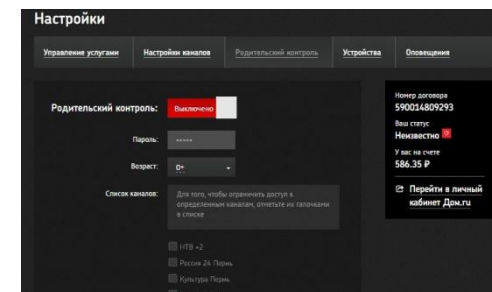 Настройки
Управление услугами Настройки каналов Родительский контроль Устройства Оповещения
Родительский контроль: Выключено
Пароль: •••••
Возраст: 0+
Список каналов: Для того, чтобы ограничить доступ к
определенным каналам, отметьте их галочками
в списке
НТВ +2
Россия 24 Пермь
Культура Пермь
Номер договора
590014809293
Ваш статус
Неизвестно
У вас на счете
586.35 ₽
Перейти в личный
кабинет Дом.ru